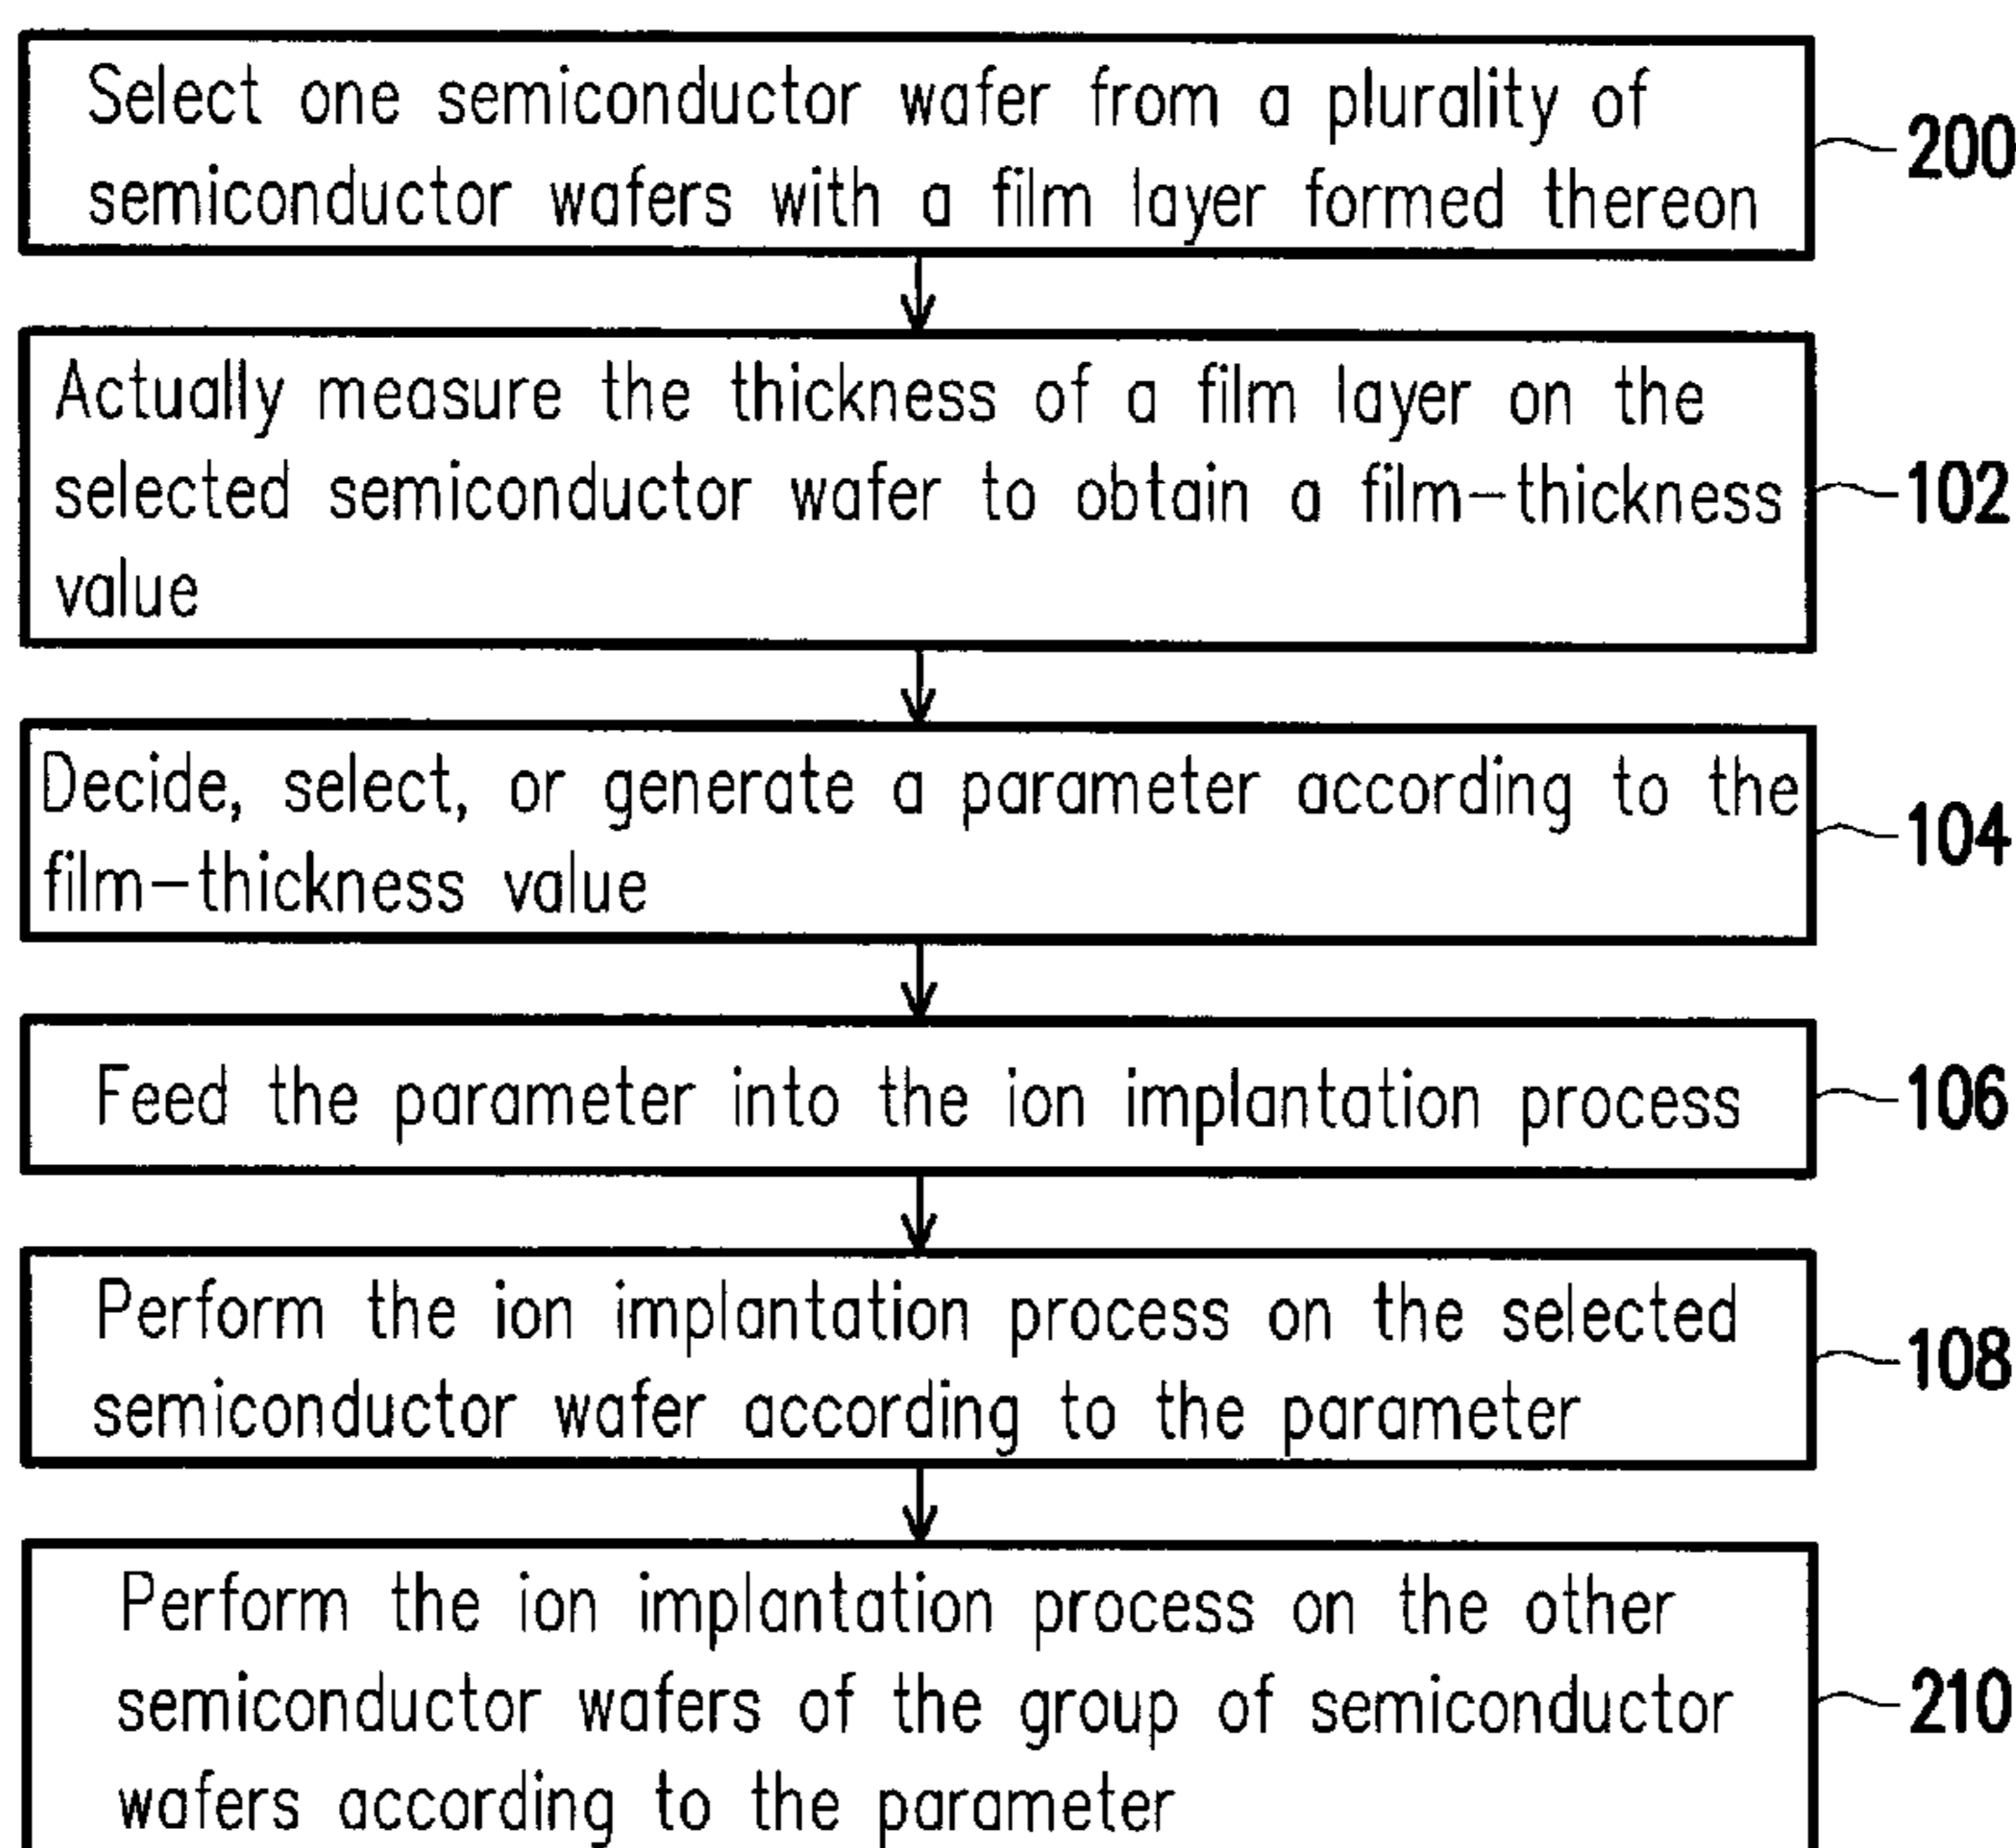 Select one semiconductor wafer from a plurality of
semiconductor wafers with a film layer formed thereon
200
Actually measure the thickness of a film layer on the
selected semiconductor wafer to obtain a film-thickness
value
102
Decide, select, or generate a parameter according to the
film-thickness value
104
Feed the parameter into the ion implantation process
106
Perform the ion implantation process on the selected
semiconductor wafer according to the parameter
108
Perform the ion implantation process on the other
semiconductor wafers of the group of semiconductor
wafers according to the parameter
210